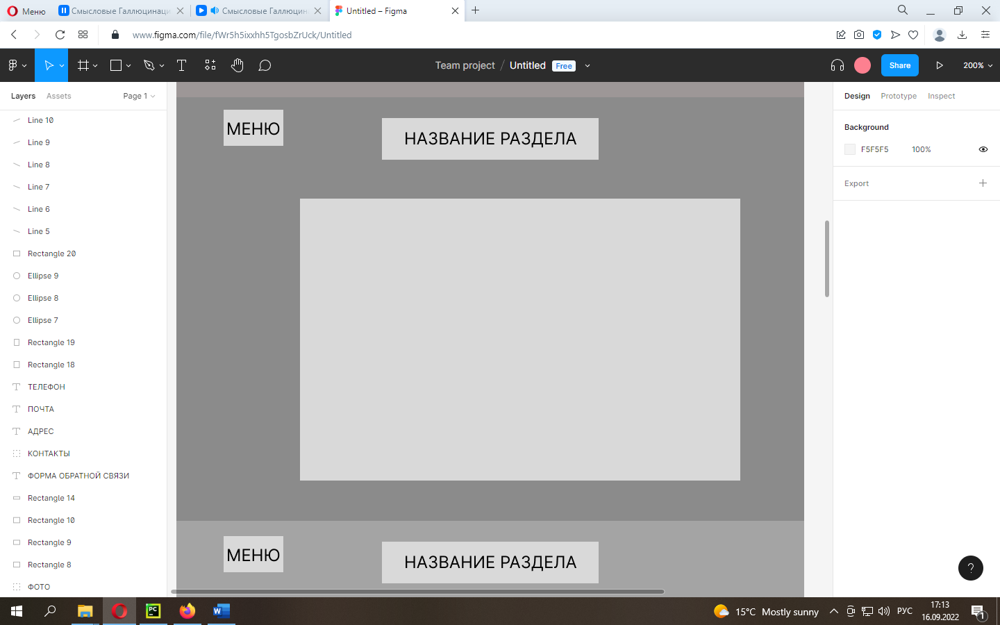 Меню
Смысловые Галлюцинаци
Смысловые Галлюцин
Untitled – Figma
www.figma.com/file/fWr5h5ixxhh5TgosbZrUck/Untitled
Team project / Untitled Free
Share
200%
Layers
Assets
Page 1
Design
Prototype
Inspect
Line 10
Line 9
Line 8
Line 7
Line 6
Line 5
Rectangle 20
Ellipse 9
Ellipse 8
Ellipse 7
Rectangle 19
Rectangle 18
ТЕЛЕФОН
ПОЧТА
АДРЕС
КОНТАКТЫ
ФОРМА ОБРАТНОЙ СВЯЗИ
Rectangle 14
Rectangle 10
Rectangle 9
Rectangle 8
ФОТО
МЕНЮ
НАЗВАНИЕ РАЗДЕЛА
МЕНЮ
НАЗВАНИЕ РАЗДЕЛА
Background
F5F5F5 100%
Export
?
15°C Mostly sunny
РУС
17:13
16.09.2022
1